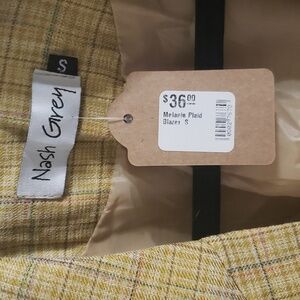 S
Nash Grey
$36.00
Melanie Plaid
Blazer S